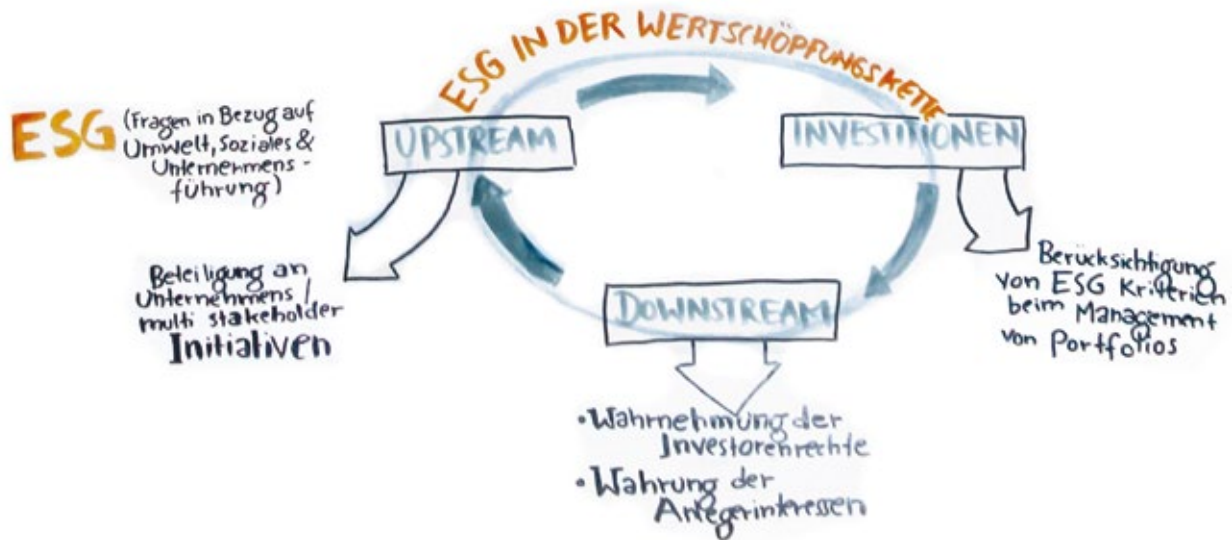 ESG IN DER WERTSCHÖPFUNGSKETTE
ESG (Fragen in Bezug auf
Umwelt, Soziales &
Unternehmens-
führung)
UPSTREAM
INVESTITIONEN
Beteiligung an
Unternehmens /
multi stakeholder
Initiativen
Berücksichtigung
von ESG Kriterien
beim Management
von Portfolios
DOWNSTREAM
• Wahrnehmung der
Investorenrechte
• Wahrung der
Anlegerinteressen